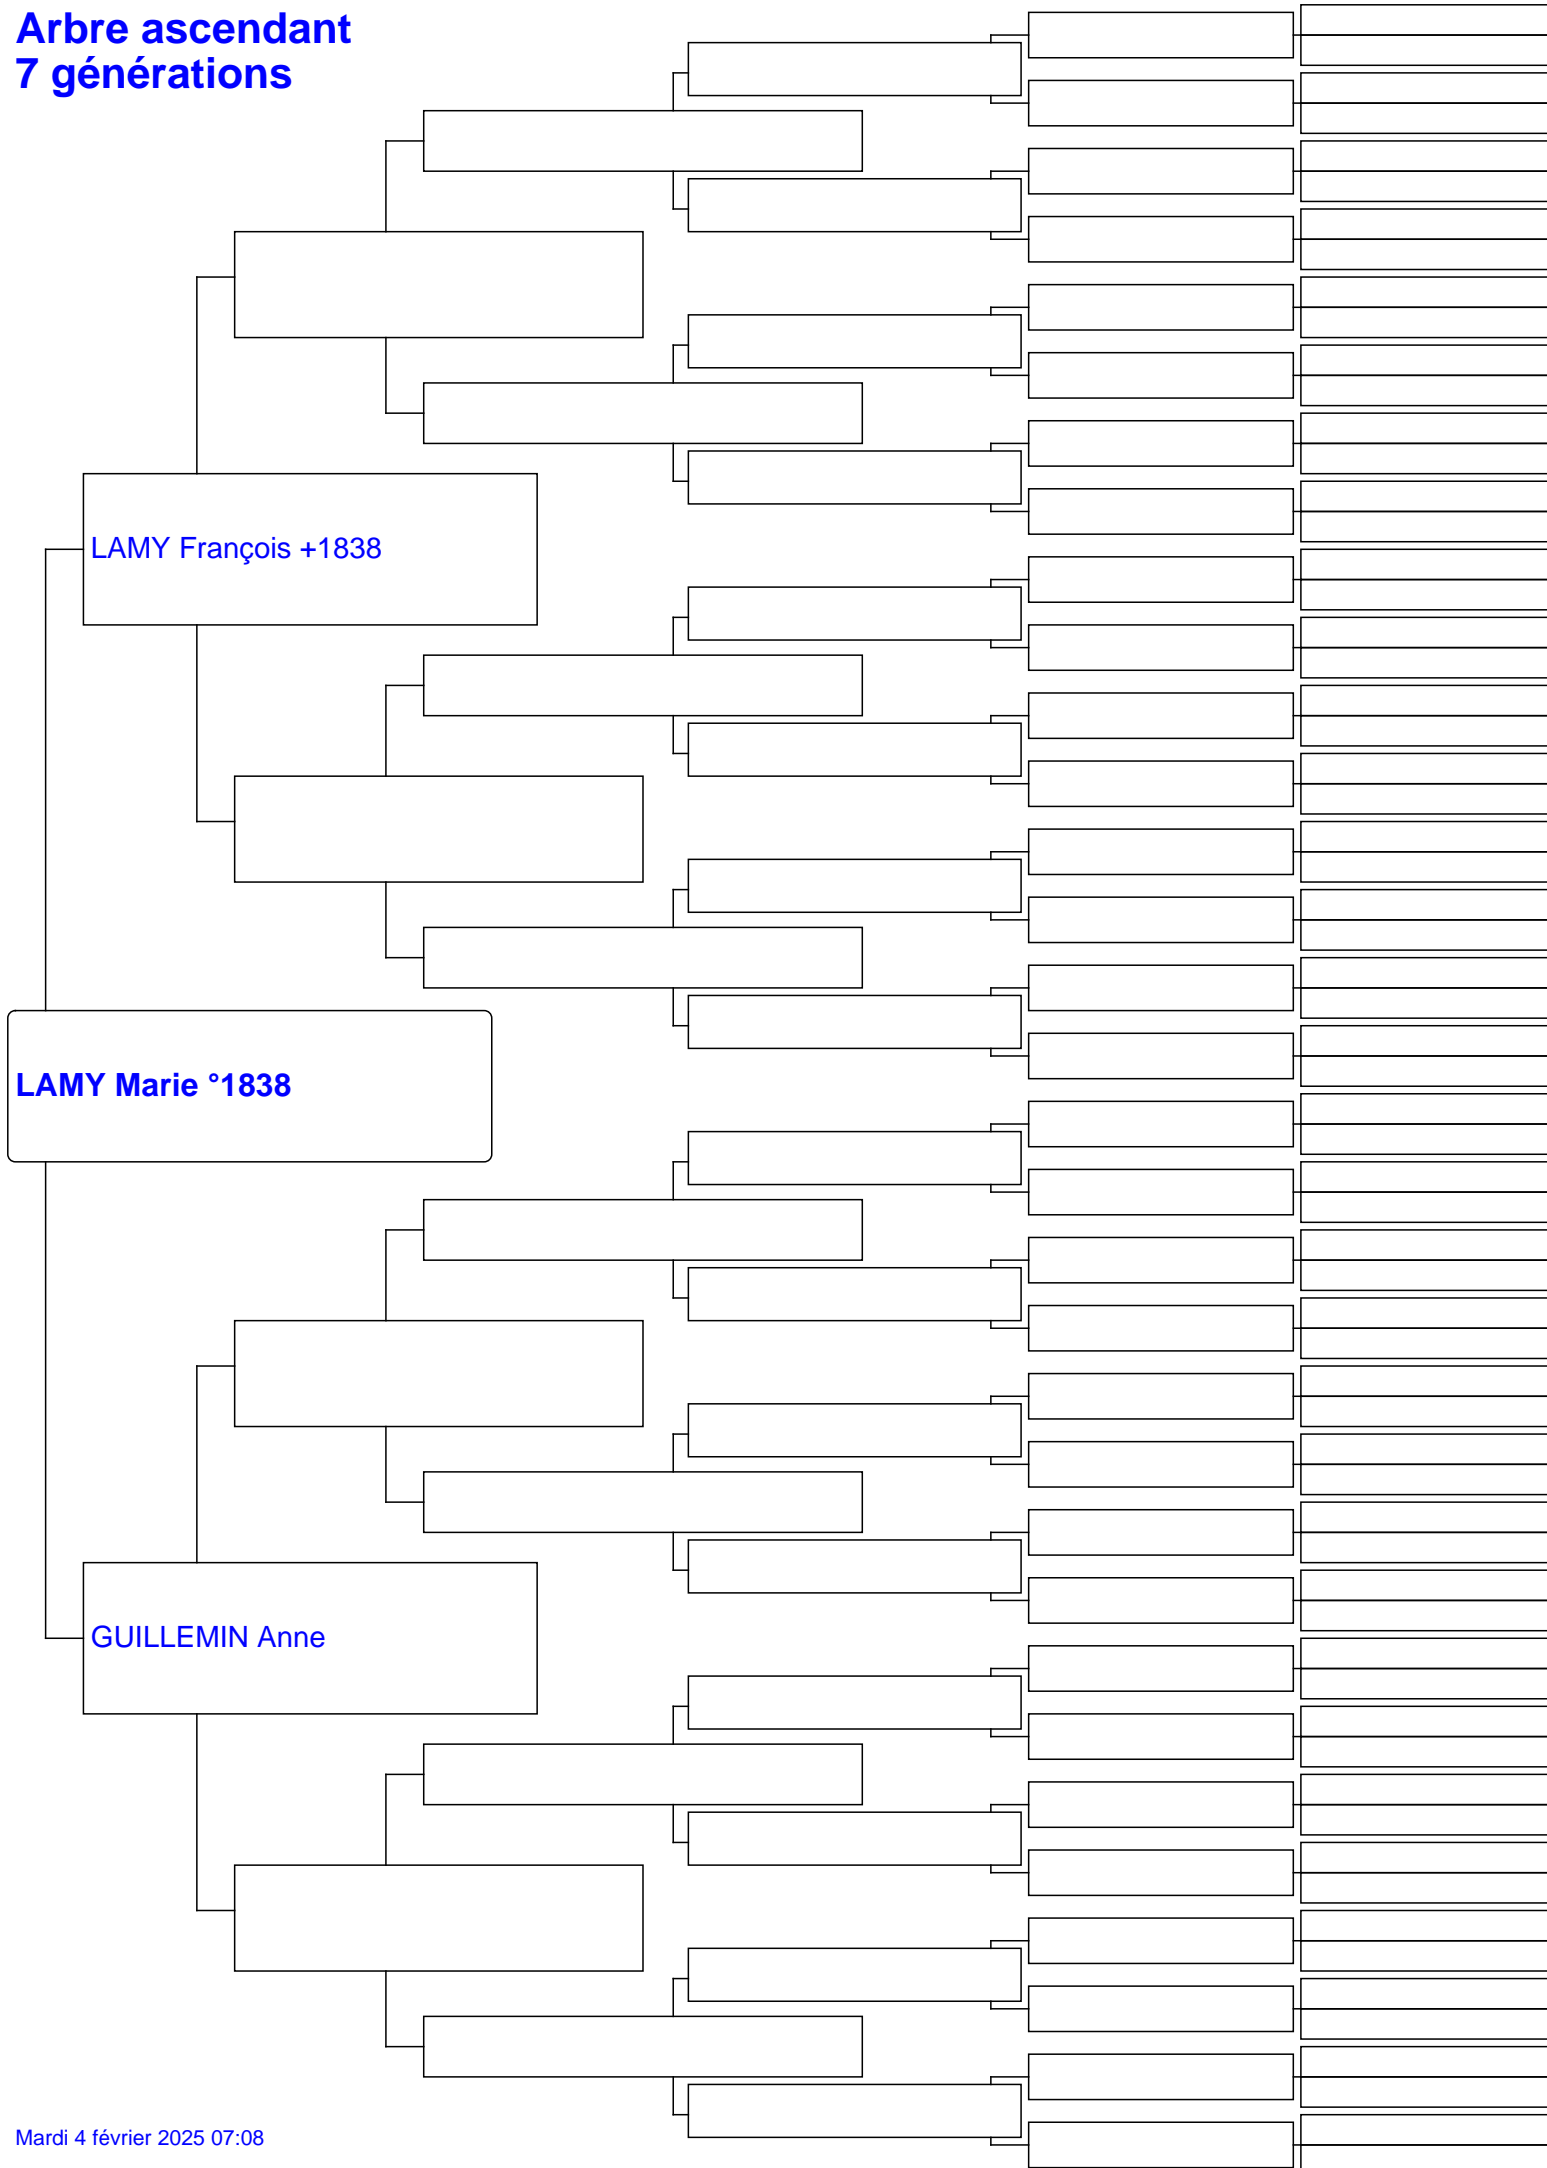 Arbre ascendant
7 générations
LAMY François +1838
LAMY Marie °1838
GUILLEMIN Anne
Mardi 4 février 2025 07:08